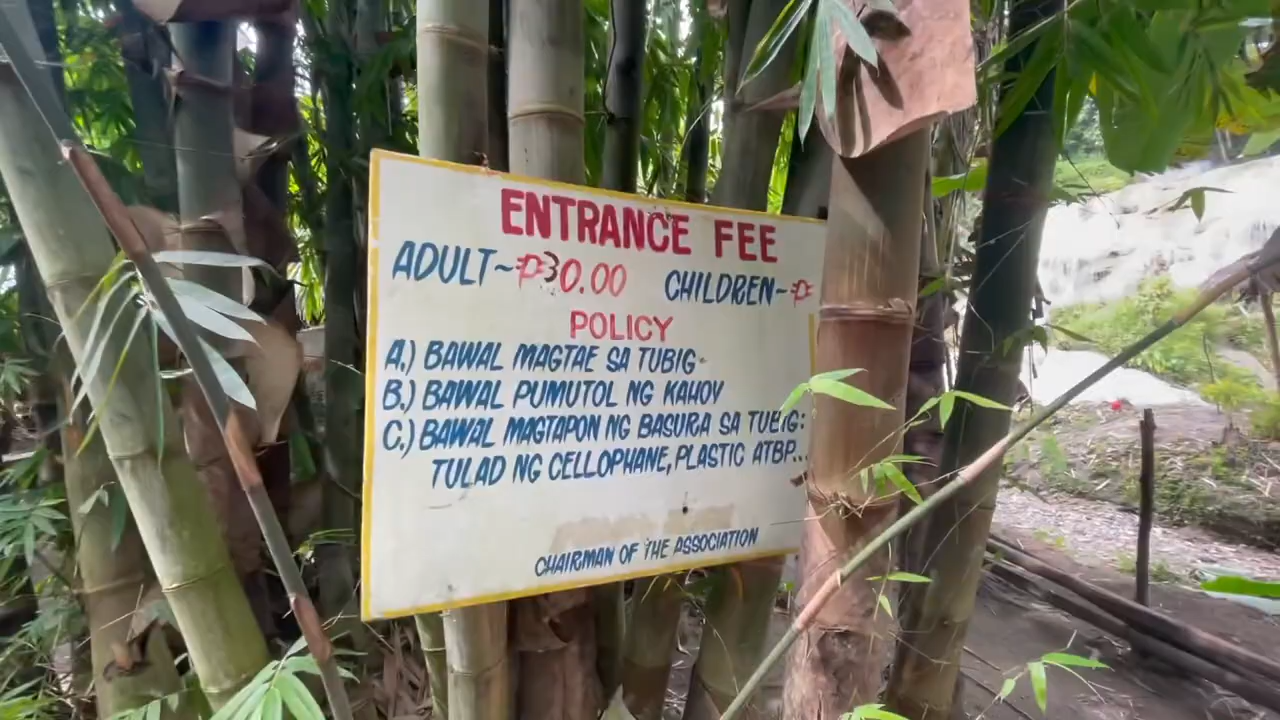 ENTRANCE FEE
ADULT~₱30.00 CHILDREN~₱
POLICY
A.) BAWAL MAGTAE SA TUBIG-
B.) BAWAL PUMUTOL NG KAHOY
C.) BAWAL MAGTAPON NG BASURA SA TUBIG:
TULAD NG CELLOPHANE, PLASTIC ATBP..
CHAIRMAN OF THE ASSOCIATION